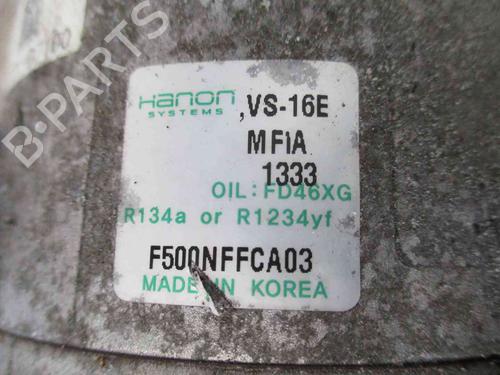 Hanon ,VS-16E
SYSTEMS
MFIA
1333
OIL: FD46XG
R134a or R1234yf
F500NFFCA03
MADE IN KOREA
B-PARTS